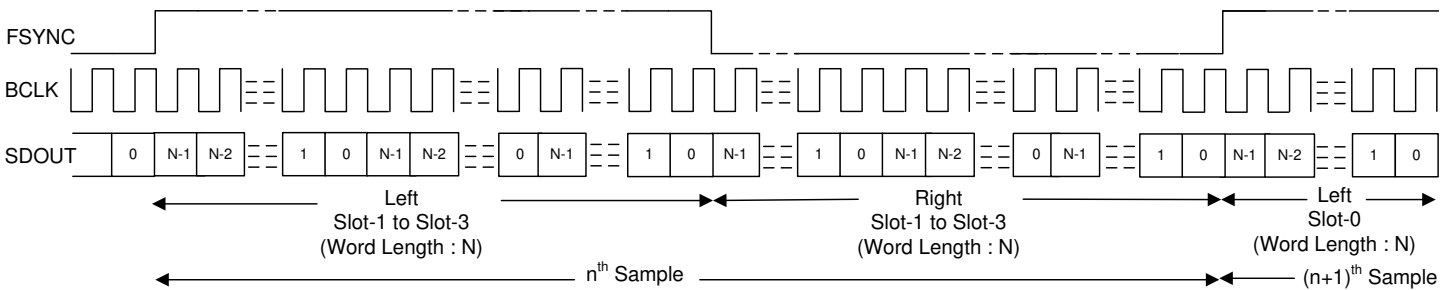 FSYNC
BCLK
SDOUT 0 N-1 N-2 1 0 N-1 N-2 0 N-1 1 0 N-1 1 0 N-1 N-2 0 N-1 1 0 N-1 N-2 1 0
Left Right Left
Slot-1 to Slot-3 Slot-1 to Slot-3 Slot-0
(Word Length : N) (Word Length : N) (Word Length : N)
nth Sample (n+1)th Sample